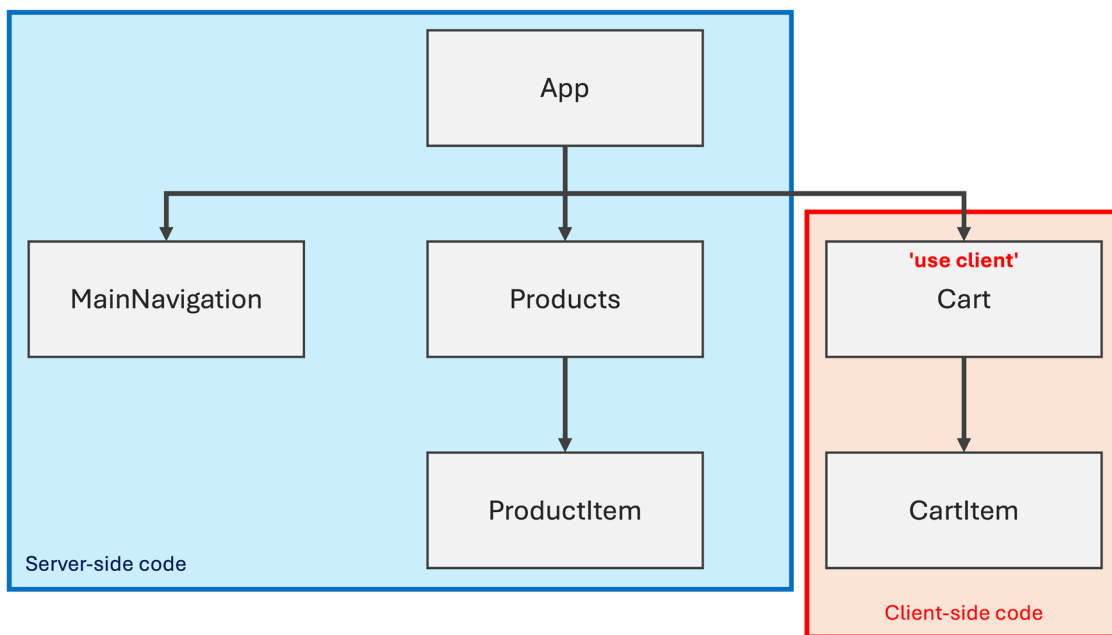 App
MainNavigation
Products
'use client'
Cart
ProductItem
CartItem
Server-side code
Client-side code